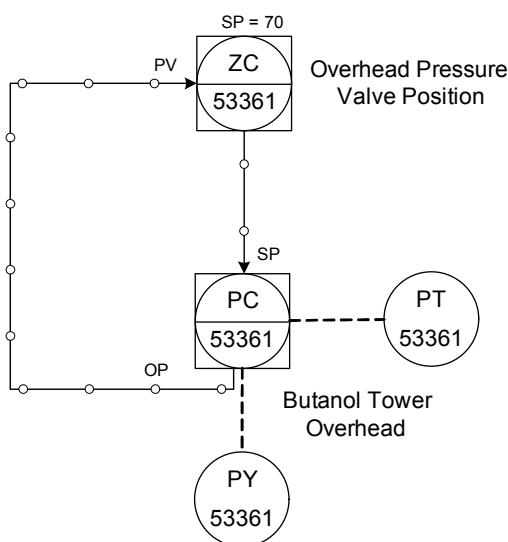 SP = 70
PV
ZC
53361
Overhead Pressure
Valve Position
SP
PC
53361
PT
53361
OP
Butanol Tower
Overhead
PY
53361